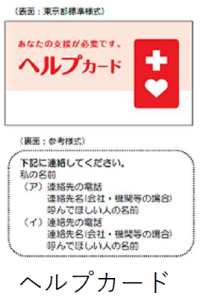 （表面：東京都標準様式）
あなたの支援が必要です。
ヘルプカード
（裏面：参考様式）
下記に連絡してください。
私の名前
（ア）連絡先の電話
連絡先名(会社・機関等の場合)
呼んでほしい人の名前
（イ）連絡先の電話
連絡先名(会社・機関等の場合)
呼んでほしい人の名前
ヘルプカード